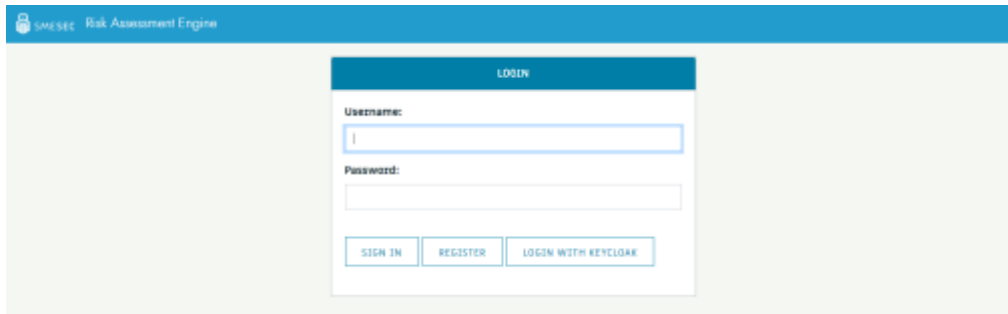 SMESEC Risk Assessment Engine
LOGIN
Username:
Password:
SIGN IN REGISTER LOGIN WITH KEYCLOAK